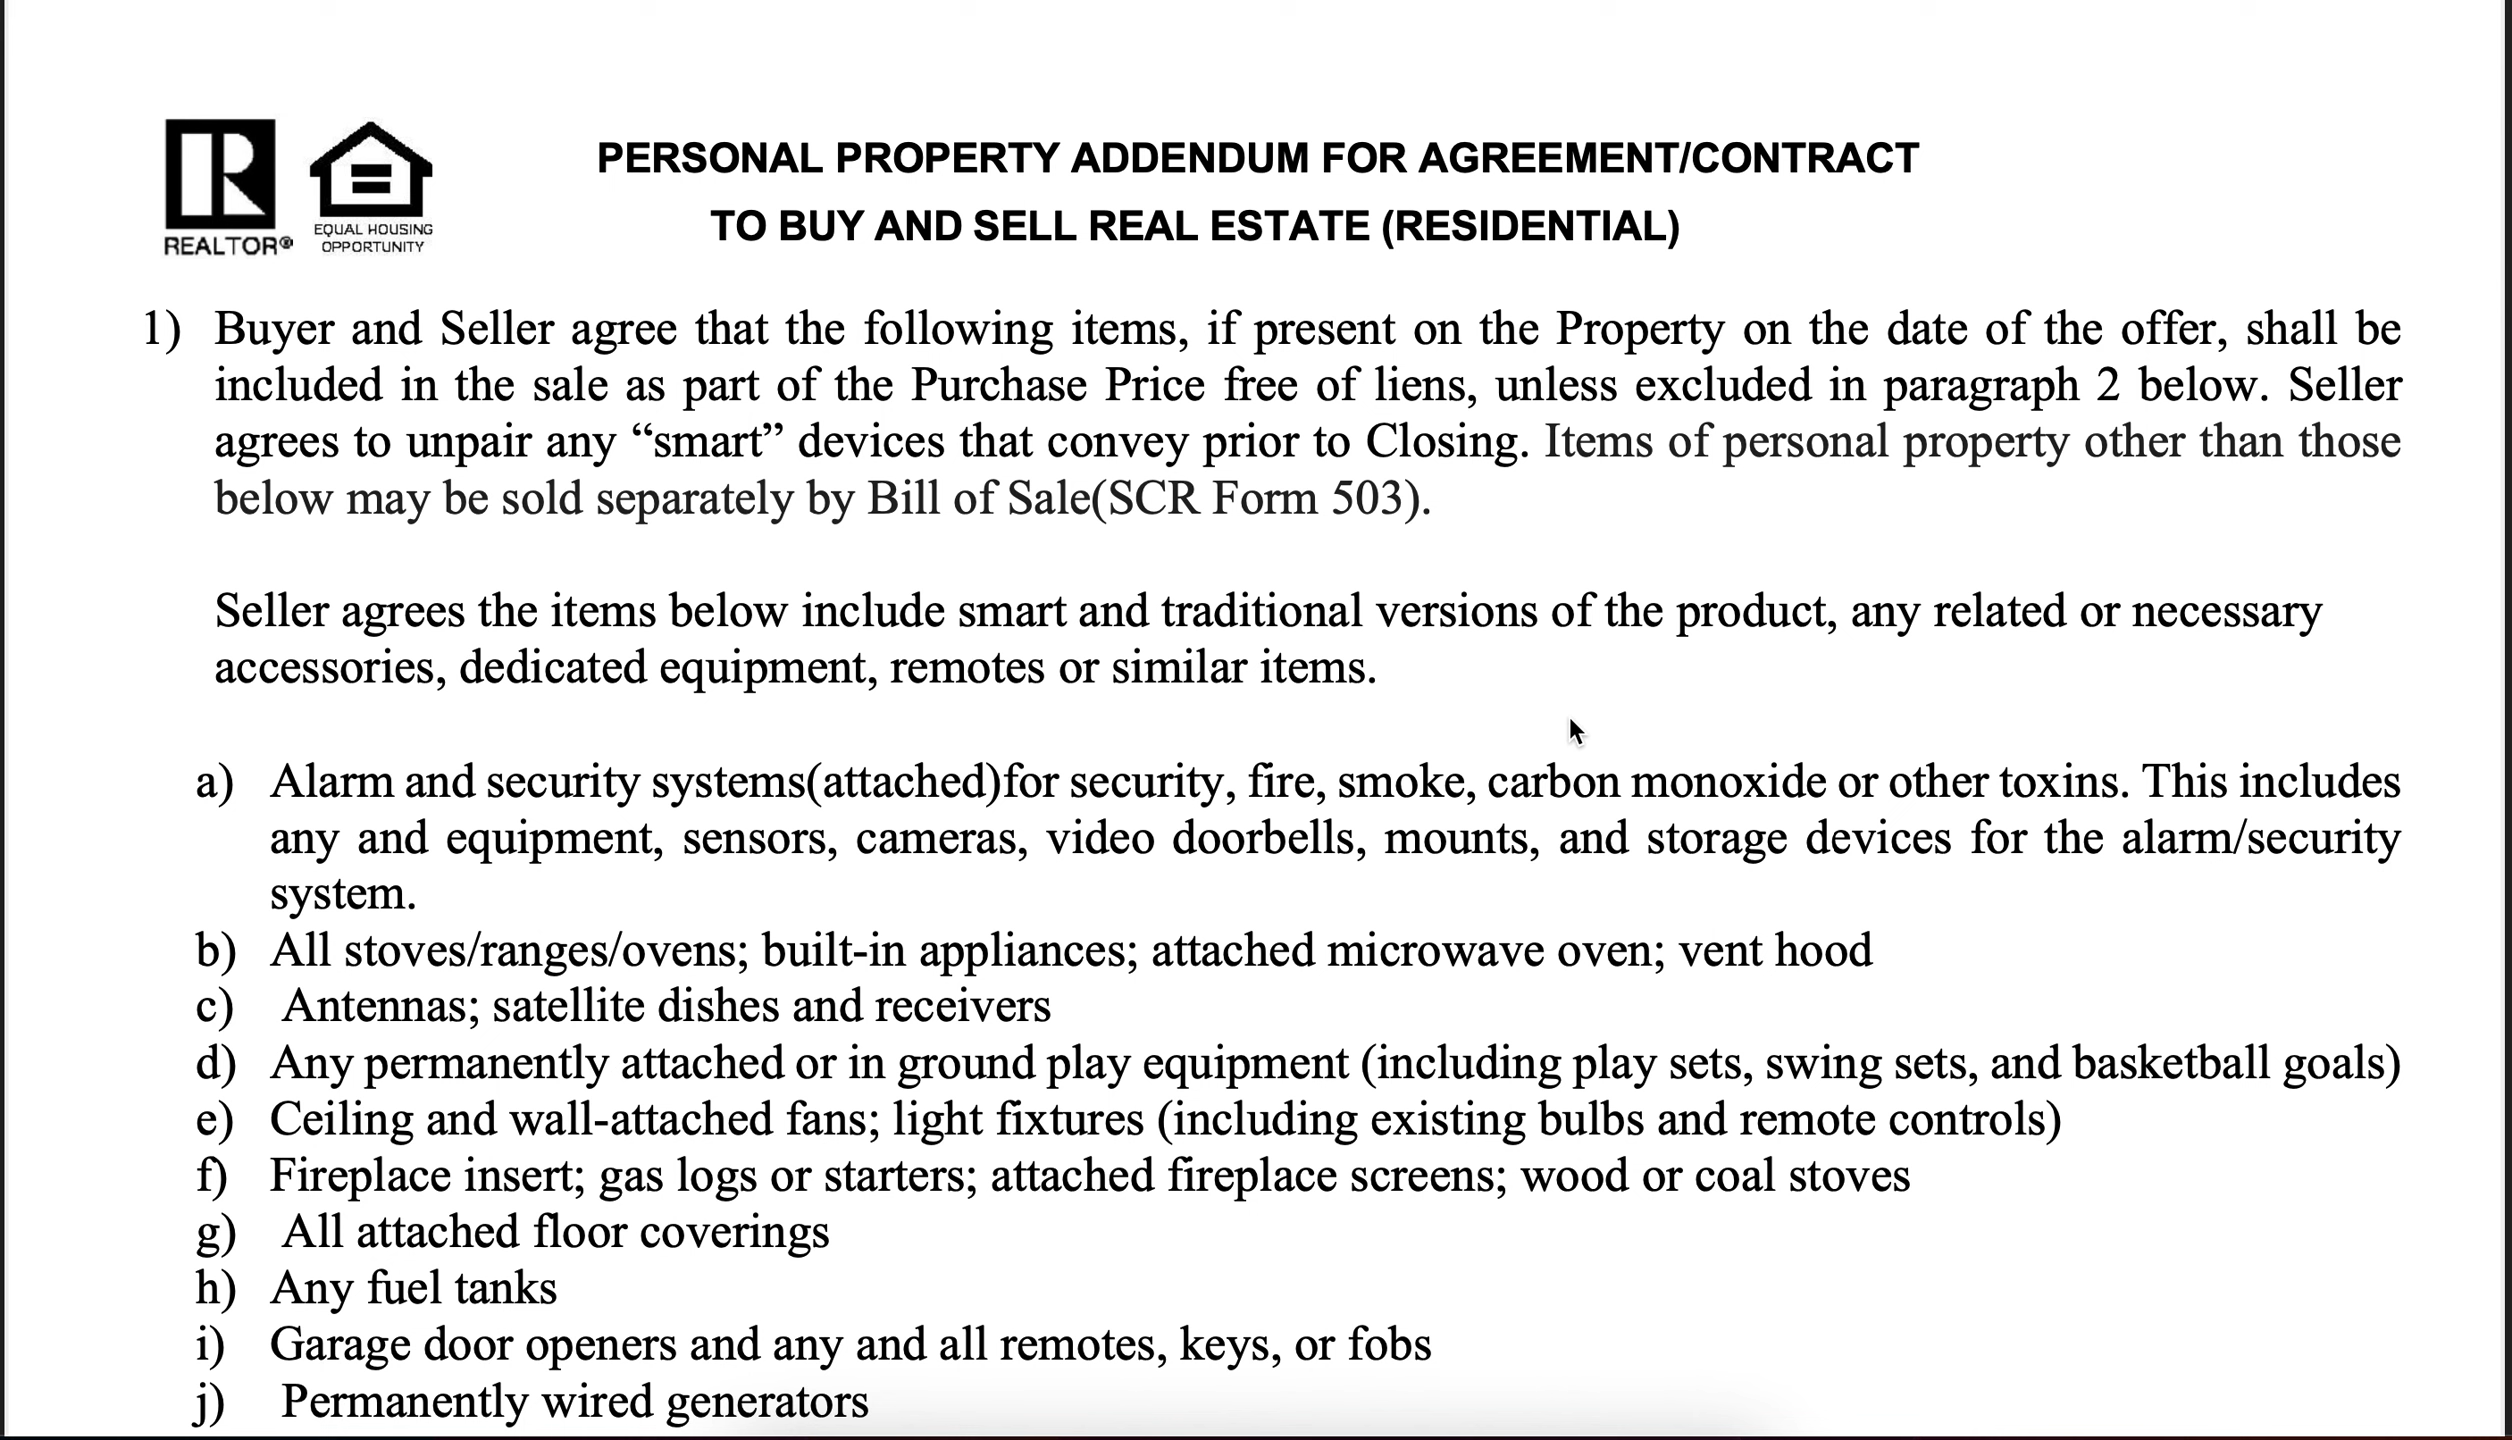 REALTOR®
EQUAL HOUSING
OPPORTUNITY
PERSONAL PROPERTY ADDENDUM FOR AGREEMENT/CONTRACT
TO BUY AND SELL REAL ESTATE (RESIDENTIAL)
1) Buyer and Seller agree that the following items, if present on the Property on the date of the offer, shall be
included in the sale as part of the Purchase Price free of liens, unless excluded in paragraph 2 below. Seller
agrees to unpair any “smart” devices that convey prior to Closing. Items of personal property other than those
below may be sold separately by Bill of Sale(SCR Form 503).
Seller agrees the items below include smart and traditional versions of the product, any related or necessary
accessories, dedicated equipment, remotes or similar items.
a) Alarm and security systems(attached)for security, fire, smoke, carbon monoxide or other toxins. This includes
any and equipment, sensors, cameras, video doorbells, mounts, and storage devices for the alarm/security
system.
b) All stoves/ranges/ovens; built-in appliances; attached microwave oven; vent hood
c) Antennas; satellite dishes and receivers
d) Any permanently attached or in ground play equipment (including play sets, swing sets, and basketball goals)
e) Ceiling and wall-attached fans; light fixtures (including existing bulbs and remote controls)
f) Fireplace insert; gas logs or starters; attached fireplace screens; wood or coal stoves
g) All attached floor coverings
h) Any fuel tanks
i) Garage door openers and any and all remotes, keys, or fobs
j) Permanently wired generators